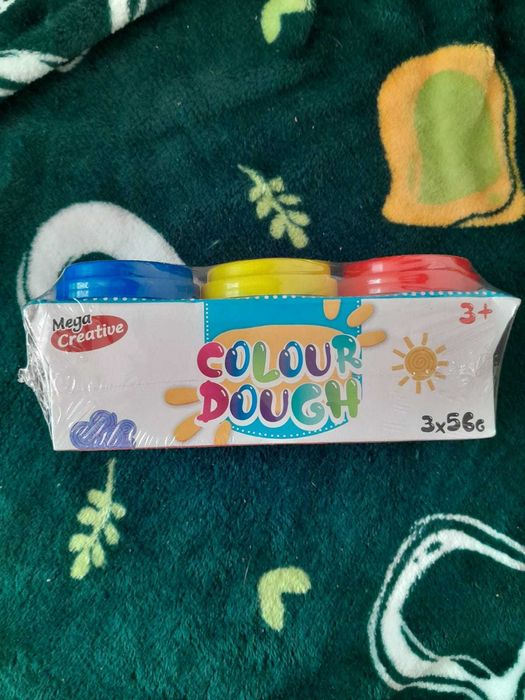 Mega
Creative
3+
COLOUR
DOUGH
3x56G